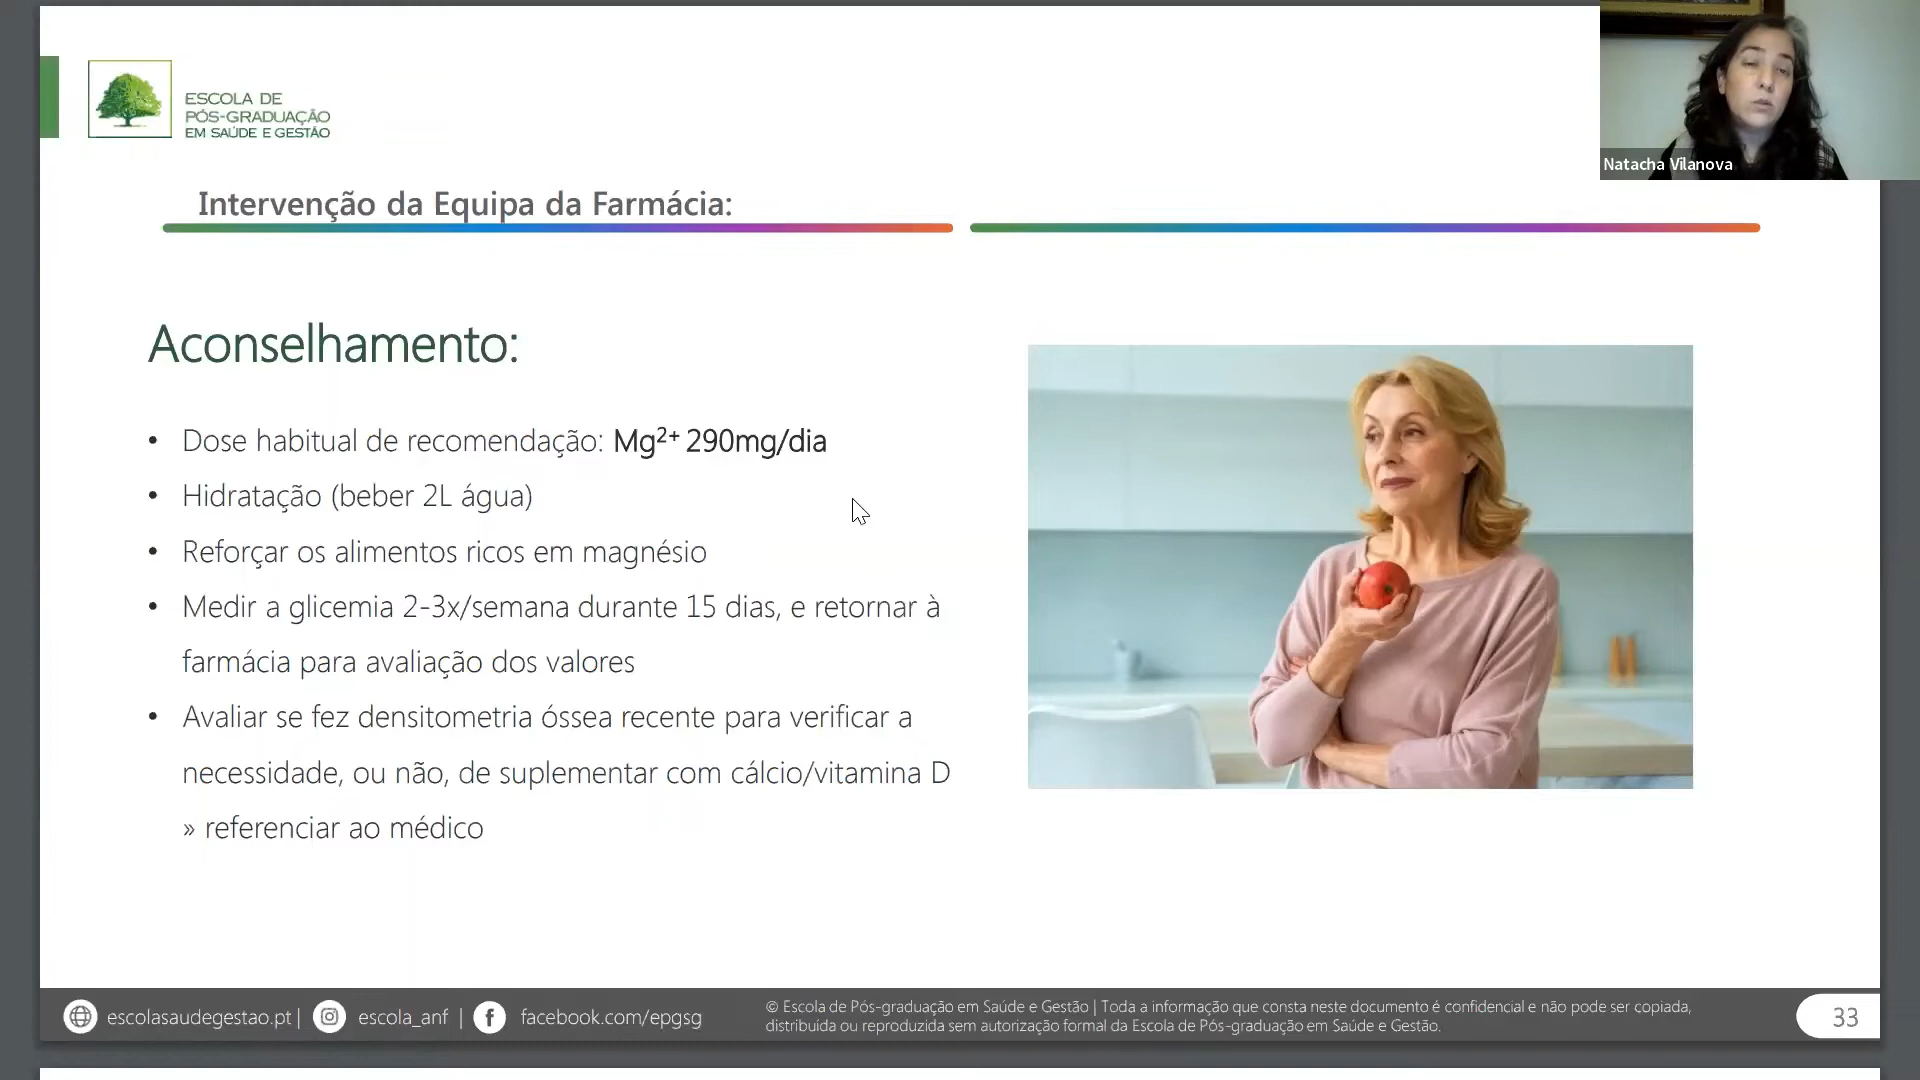 ESCOLA DE
PÓS-GRADUAÇÃO
EM SAÚDE E GESTÃO
Natacha Vilanova
Intervenção da Equipa da Farmácia:
Aconselhamento:
• Dose habitual de recomendação: Mg²⁺ 290mg/dia
• Hidratação (beber 2L água)
• Reforçar os alimentos ricos em magnésio
• Medir a glicemia 2-3x/semana durante 15 dias, e retornar à
farmácia para avaliação dos valores
• Avaliar se fez densitometria óssea recente para verificar a
necessidade, ou não, de suplementar com cálcio/vitamina D
» referenciar ao médico
escolasaudegestao.pt | escola_anf | facebook.com/epgsg
© Escola de Pós-graduação em Saúde e Gestão | Toda a informação que consta neste documento é confidencial e não pode ser copiada,
distribuída ou reproduzida sem autorização formal da Escola de Pós-graduação em Saúde e Gestão.
33